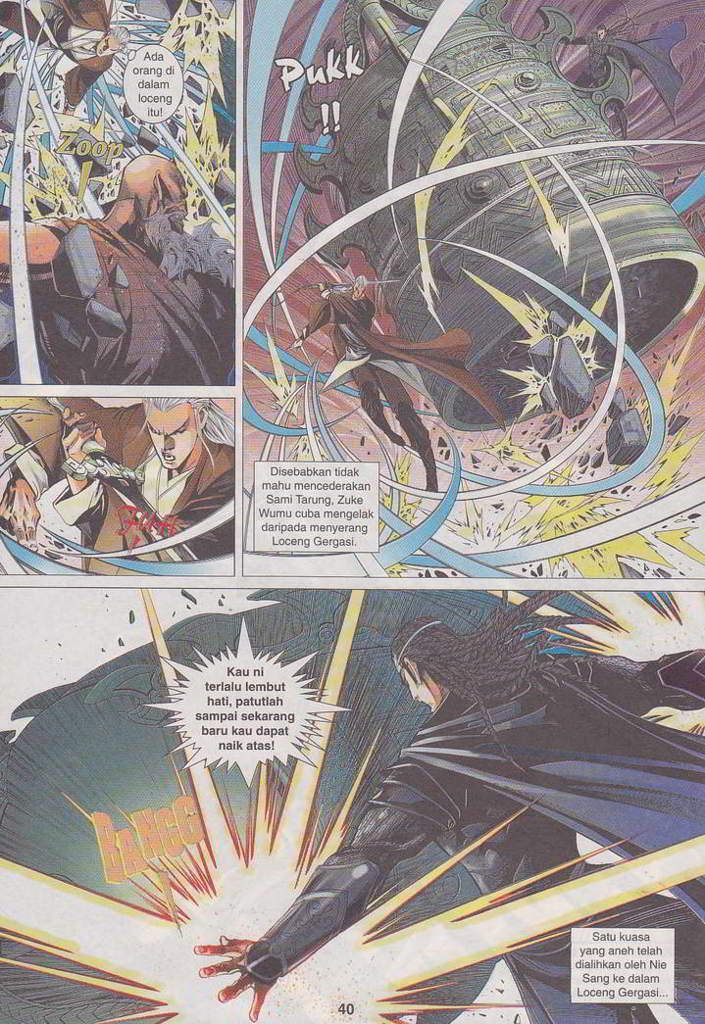 Ada
orang di
dalam
loceng
itu!
Zoop
!
Pukk
!!
Disebabkan tidak
mahu mencederakan
Sami Tarung, Zuke
Wumu cuba mengelak
daripada menyerang
Loceng Gergasi.
Kau ni
terlalu lembut
hati, patutlah
sampai sekarang
baru kau dapat
naik atas!
BANGG
!
Satu kuasa
yang aneh telah
dialihkan oleh Nie
Sang ke dalam
Loceng Gergasi...
40